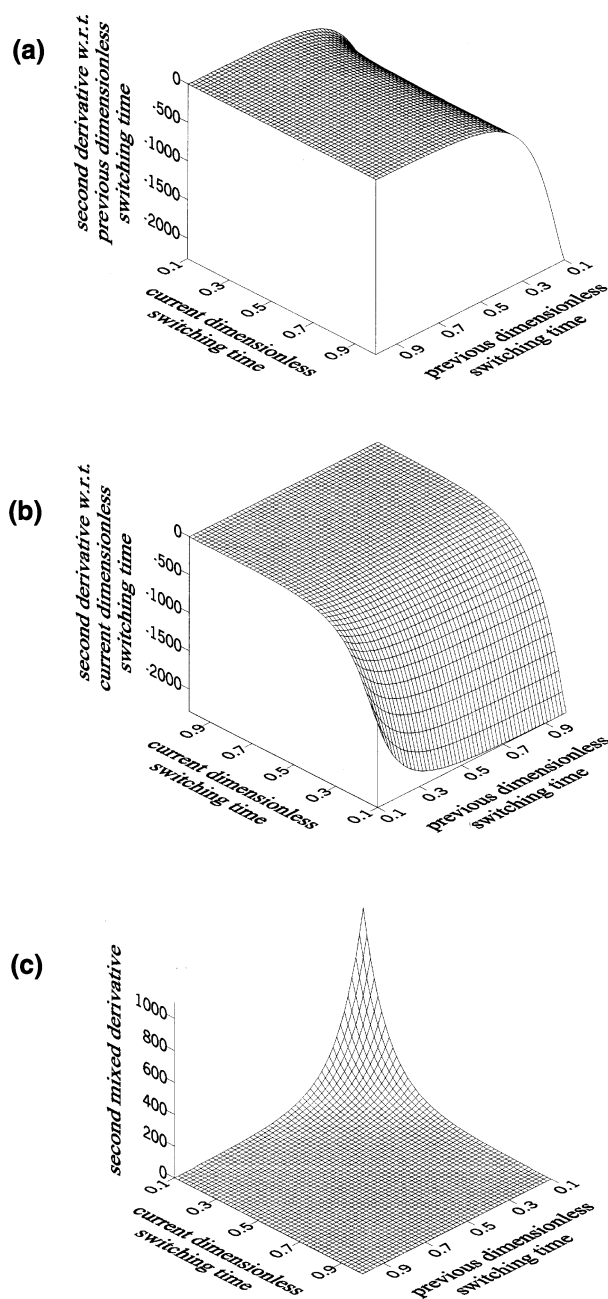 (a)
second derivative w.r.t.
previous dimensionless
switching time
0
-500
-1000
-1500
-2000
0.1
0.3
0.5
0.7
0.9
current dimensionless
switching time
0.9
0.7
0.5
0.3
0.1
previous dimensionless
switching time
(b)
second derivative w.r.t.
current dimensionless
switching time
0
-500
-1000
-1500
-2000
0.9
0.7
0.5
0.3
0.1
current dimensionless
switching time
0.1
0.3
0.5
0.7
0.9
previous dimensionless
switching time
(c)
second mixed derivative
1000
800
600
400
200
0
0.1
0.3
0.5
0.7
0.9
current dimensionless
switching time
0.9
0.7
0.5
0.3
0.1
previous dimensionless
switching time